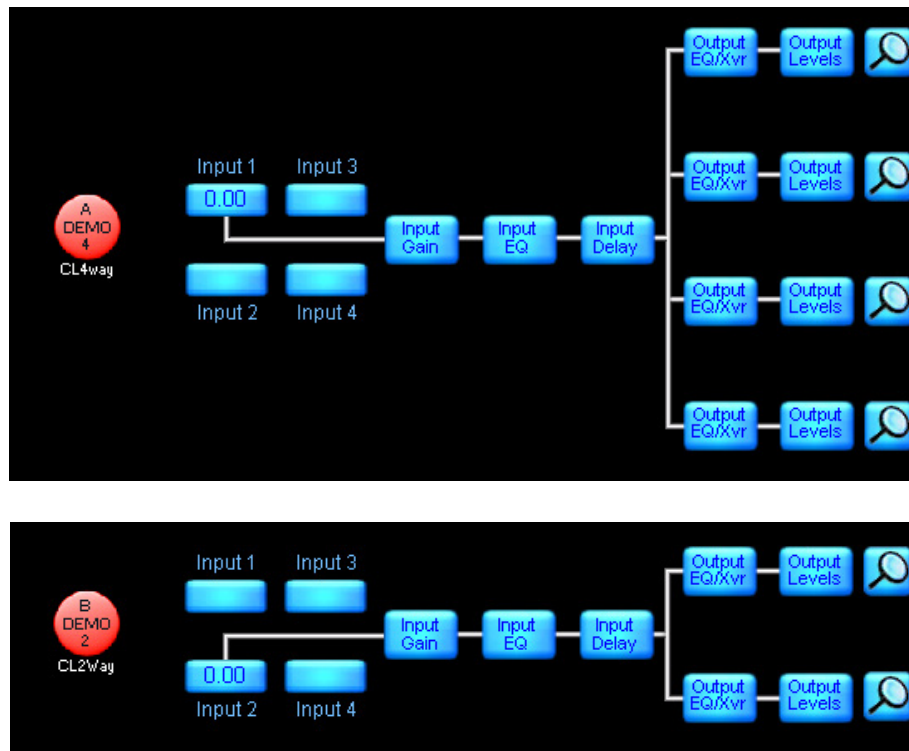 Output
EQ/Xvr
Output
Levels
Input 1
Input 3
Output
EQ/Xvr
Output
Levels
0.00
A
DEMO
4
CL4way
Input
Gain
Input
EQ
Input
Delay
Input 2
Input 4
Output
EQ/Xvr
Output
Levels
Output
EQ/Xvr
Output
Levels
Input 1
Input 3
Output
EQ/Xvr
Output
Levels
B
DEMO
2
CL2Way
Input
Gain
Input
EQ
Input
Delay
0.00
Input 2
Input 4
Output
EQ/Xvr
Output
Levels